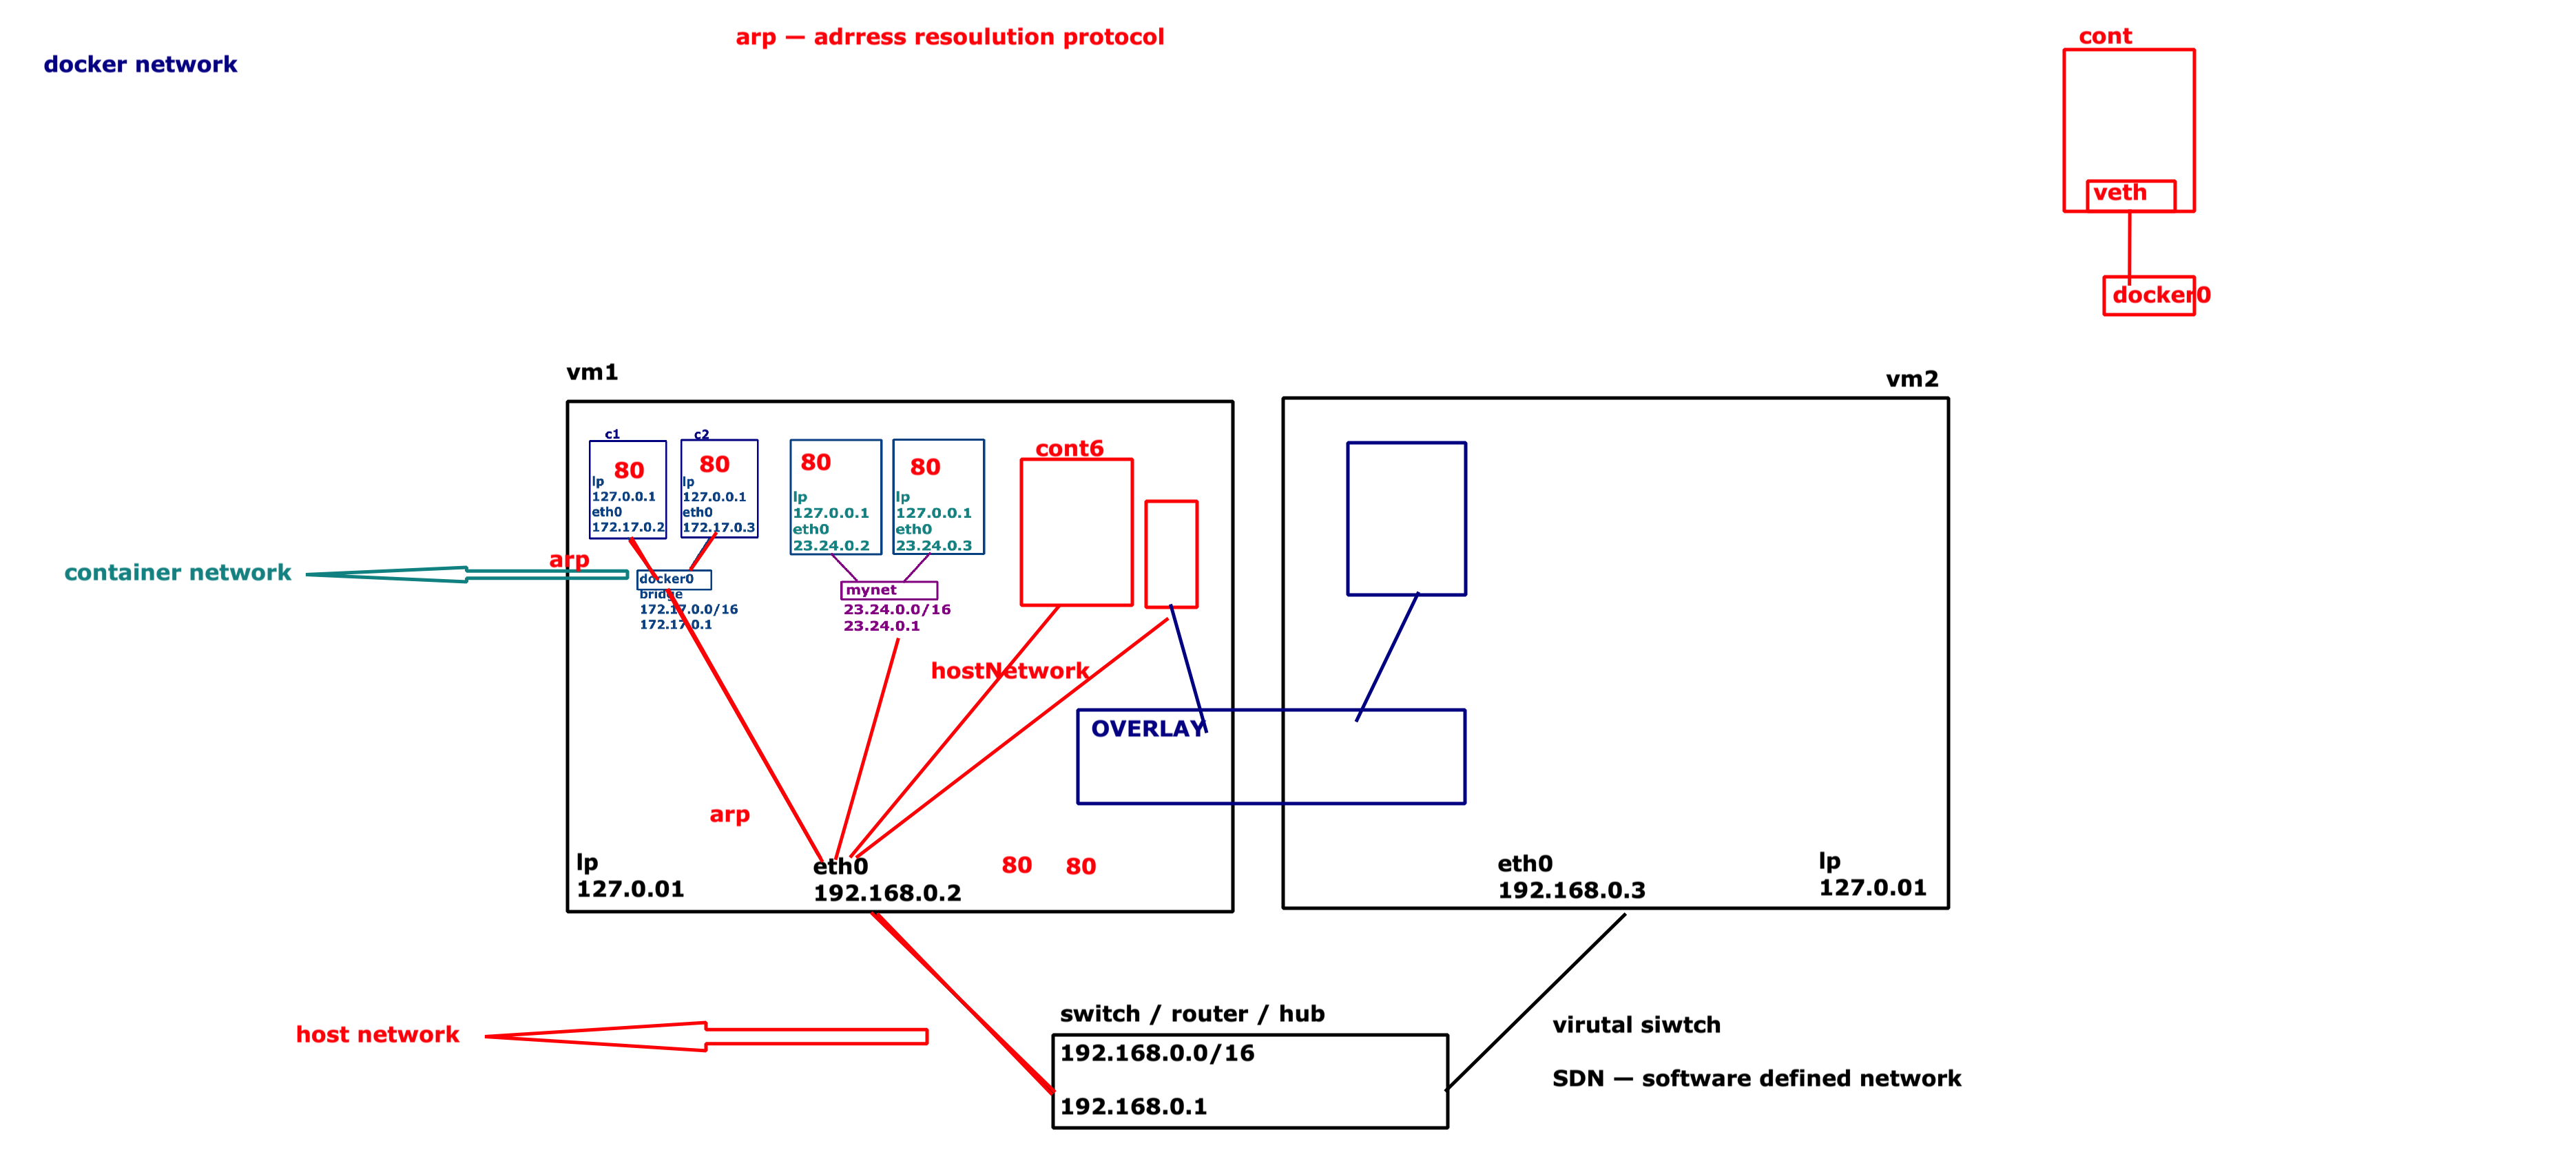 arp — adrress resoulution protocol
cont
docker network
veth
docker0
vm1
vm2
c1
c2
80
80
80
80
cont6
lp
127.0.0.1
eth0
172.17.0.2
lp
127.0.0.1
eth0
172.17.0.3
lp
127.0.0.1
eth0
23.24.0.2
lp
127.0.0.1
eth0
23.24.0.3
arp
container network
docker0
bridge
172.17.0.0/16
172.17.0.1
mynet
23.24.0.0/16
23.24.0.1
hostNetwork
OVERLAY
arp
lp
127.0.01
eth0
192.168.0.2
80
80
eth0
192.168.0.3
lp
127.0.01
switch / router / hub
host network
192.168.0.0/16
192.168.0.1
virutal siwtch
SDN — software defined network